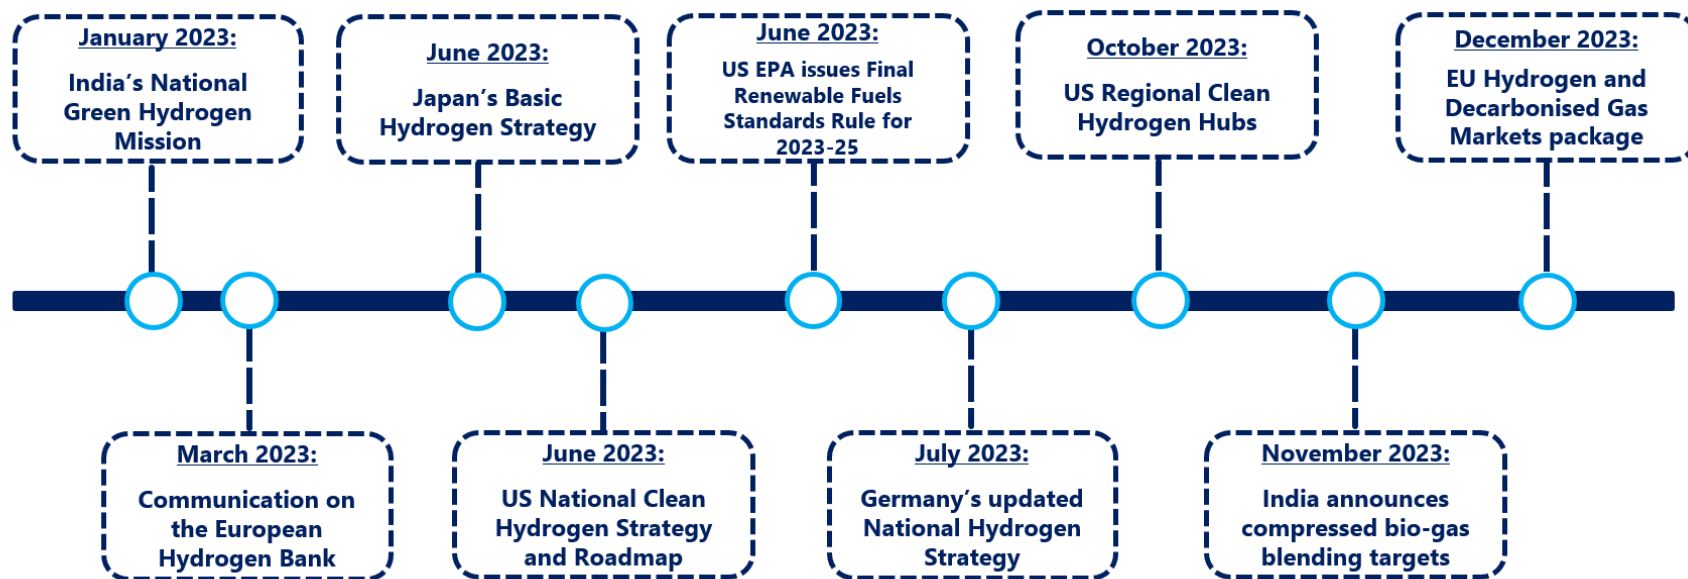 January 2023:
India’s National
Green Hydrogen
Mission
June 2023:
Japan’s Basic
Hydrogen Strategy
June 2023:
US EPA issues Final
Renewable Fuels
Standards Rule for
2023-25
October 2023:
US Regional Clean
Hydrogen Hubs
December 2023:
EU Hydrogen and
Decarbonised Gas
Markets package
March 2023:
Communication on
the European
Hydrogen Bank
June 2023:
US National Clean
Hydrogen Strategy
and Roadmap
July 2023:
Germany’s updated
National Hydrogen
Strategy
November 2023:
India announces
compressed bio-gas
blending targets